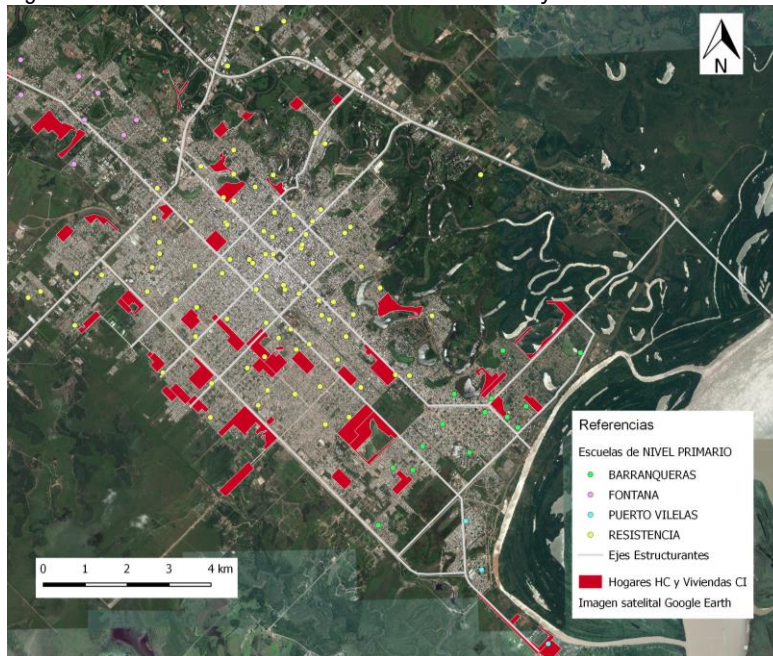 N
Referencias
Escuelas de NIVEL PRIMARIO
BARRANQUERAS
FONTANA
PUERTO VILELAS
RESISTENCIA
Ejes Estructurantes
Hogares HC y Viviendas CI
Imagen satelital Google Earth
0 1 2 3 4 km